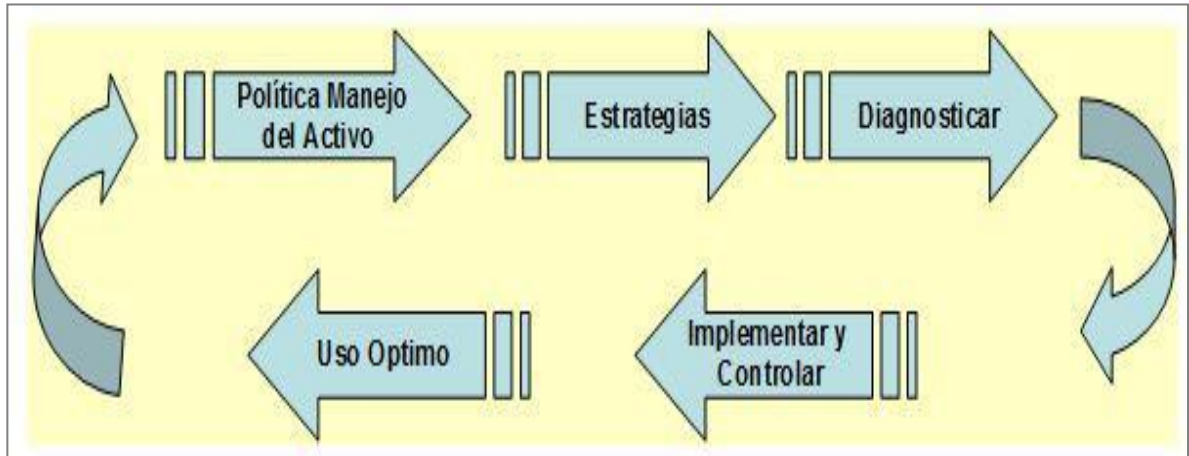 Política Manejo
del Activo
Estrategias
Diagnosticar
Implementar y
Controlar
Uso Optimo